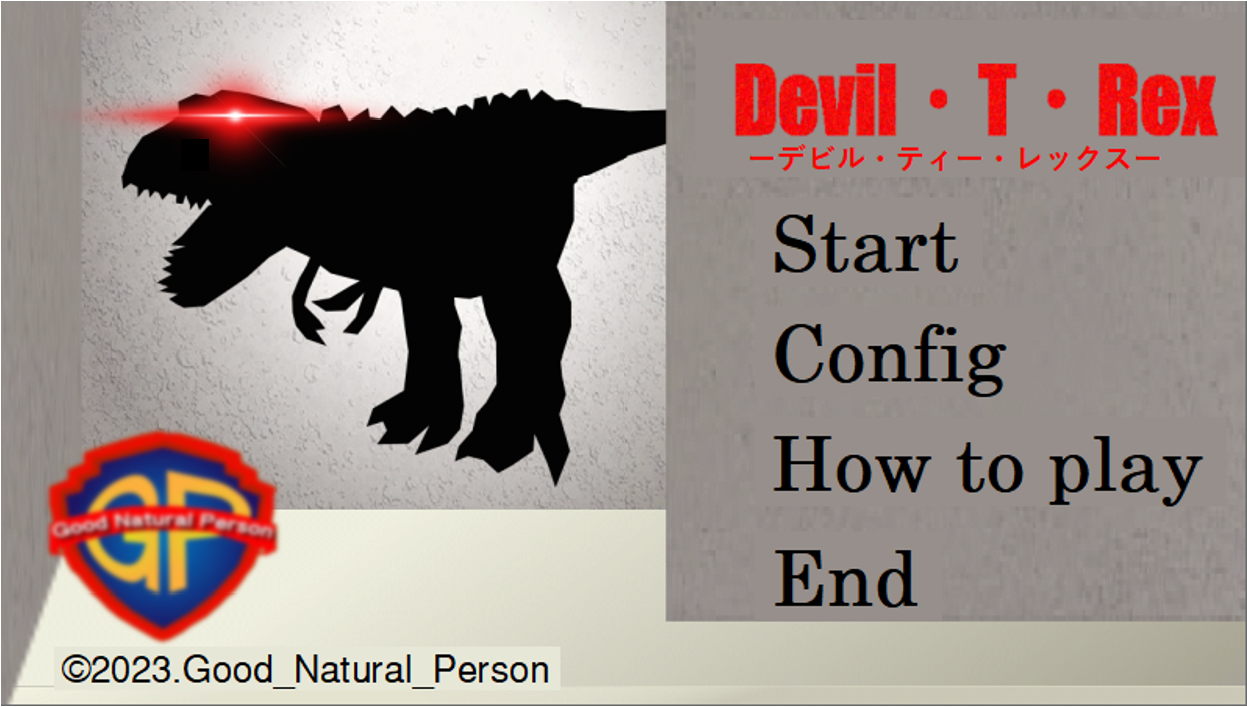 Devil・T・Rex
ーデビル・ティー・レックスー
Start
Config
How to play
End
GP
Good Natural Person
©2023.Good_Natural_Person